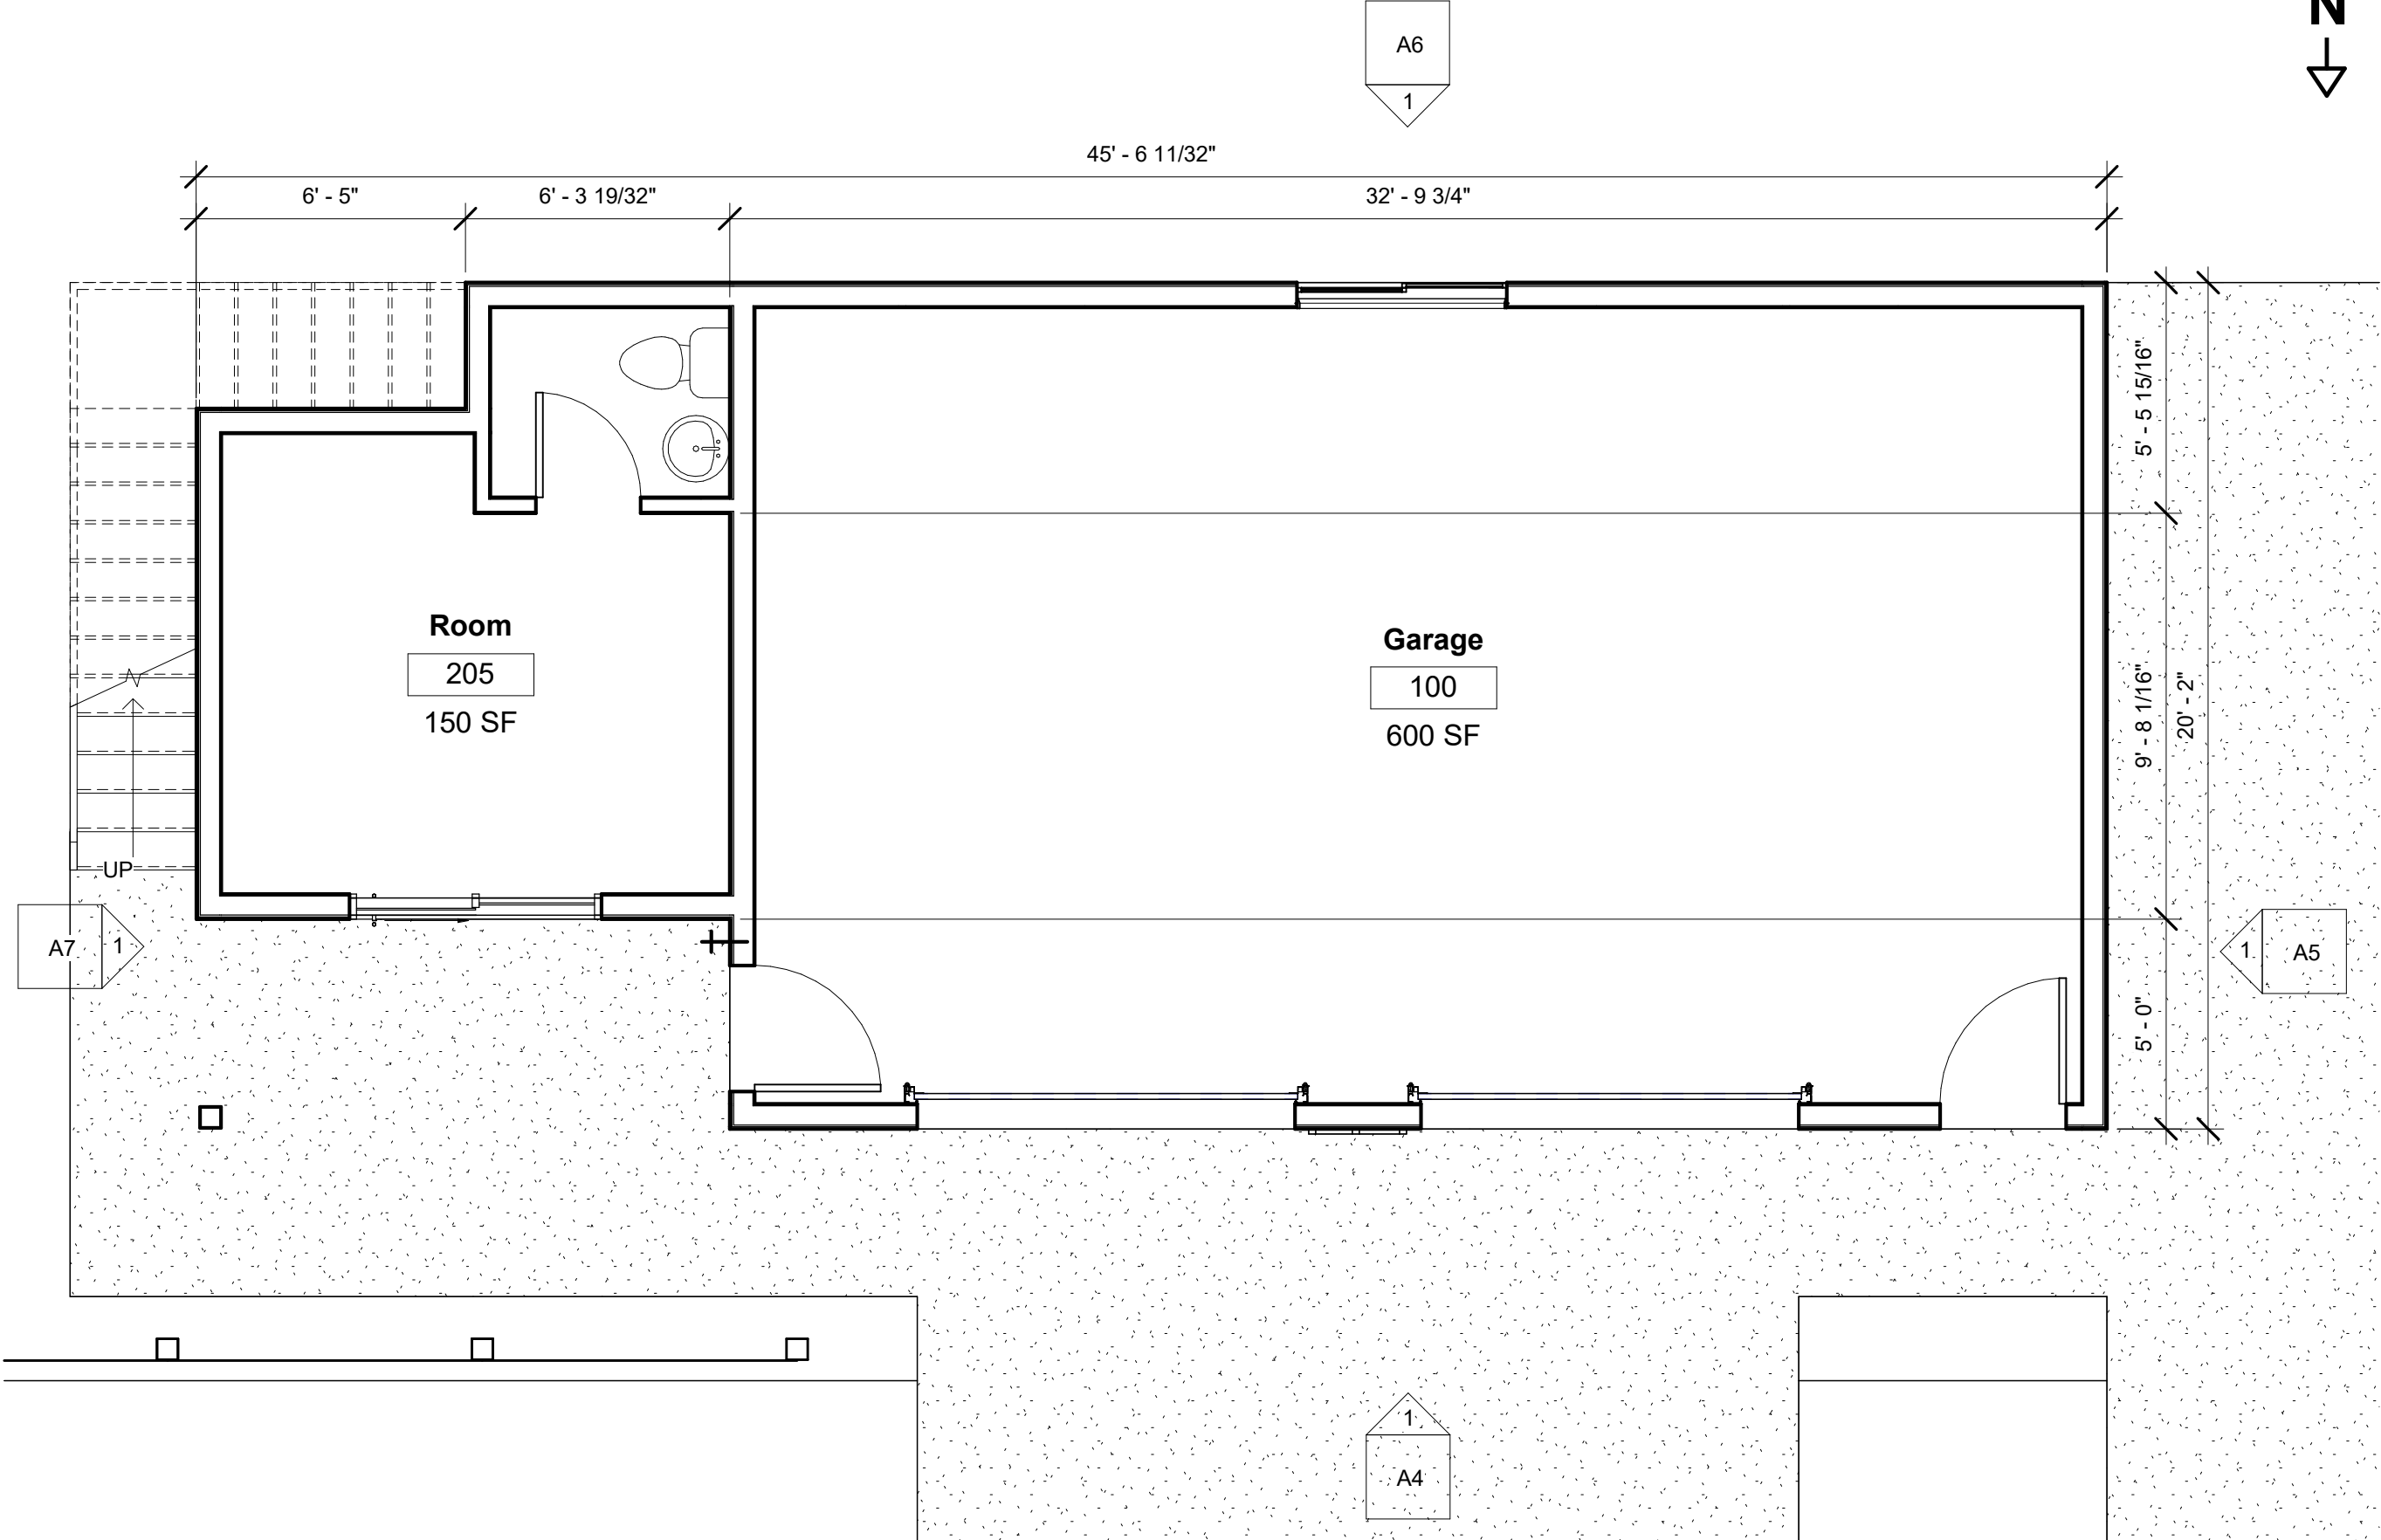 N
A6
1
45' - 6 11/32"
6' - 5"
6' - 3 19/32"
32' - 9 3/4"
5' - 5 15/16"
Room
205
150 SF
Garage
100
600 SF
9' - 8 1/16"
20' - 2"
UP
A7
1
1
A5
5' - 0"
1
A4